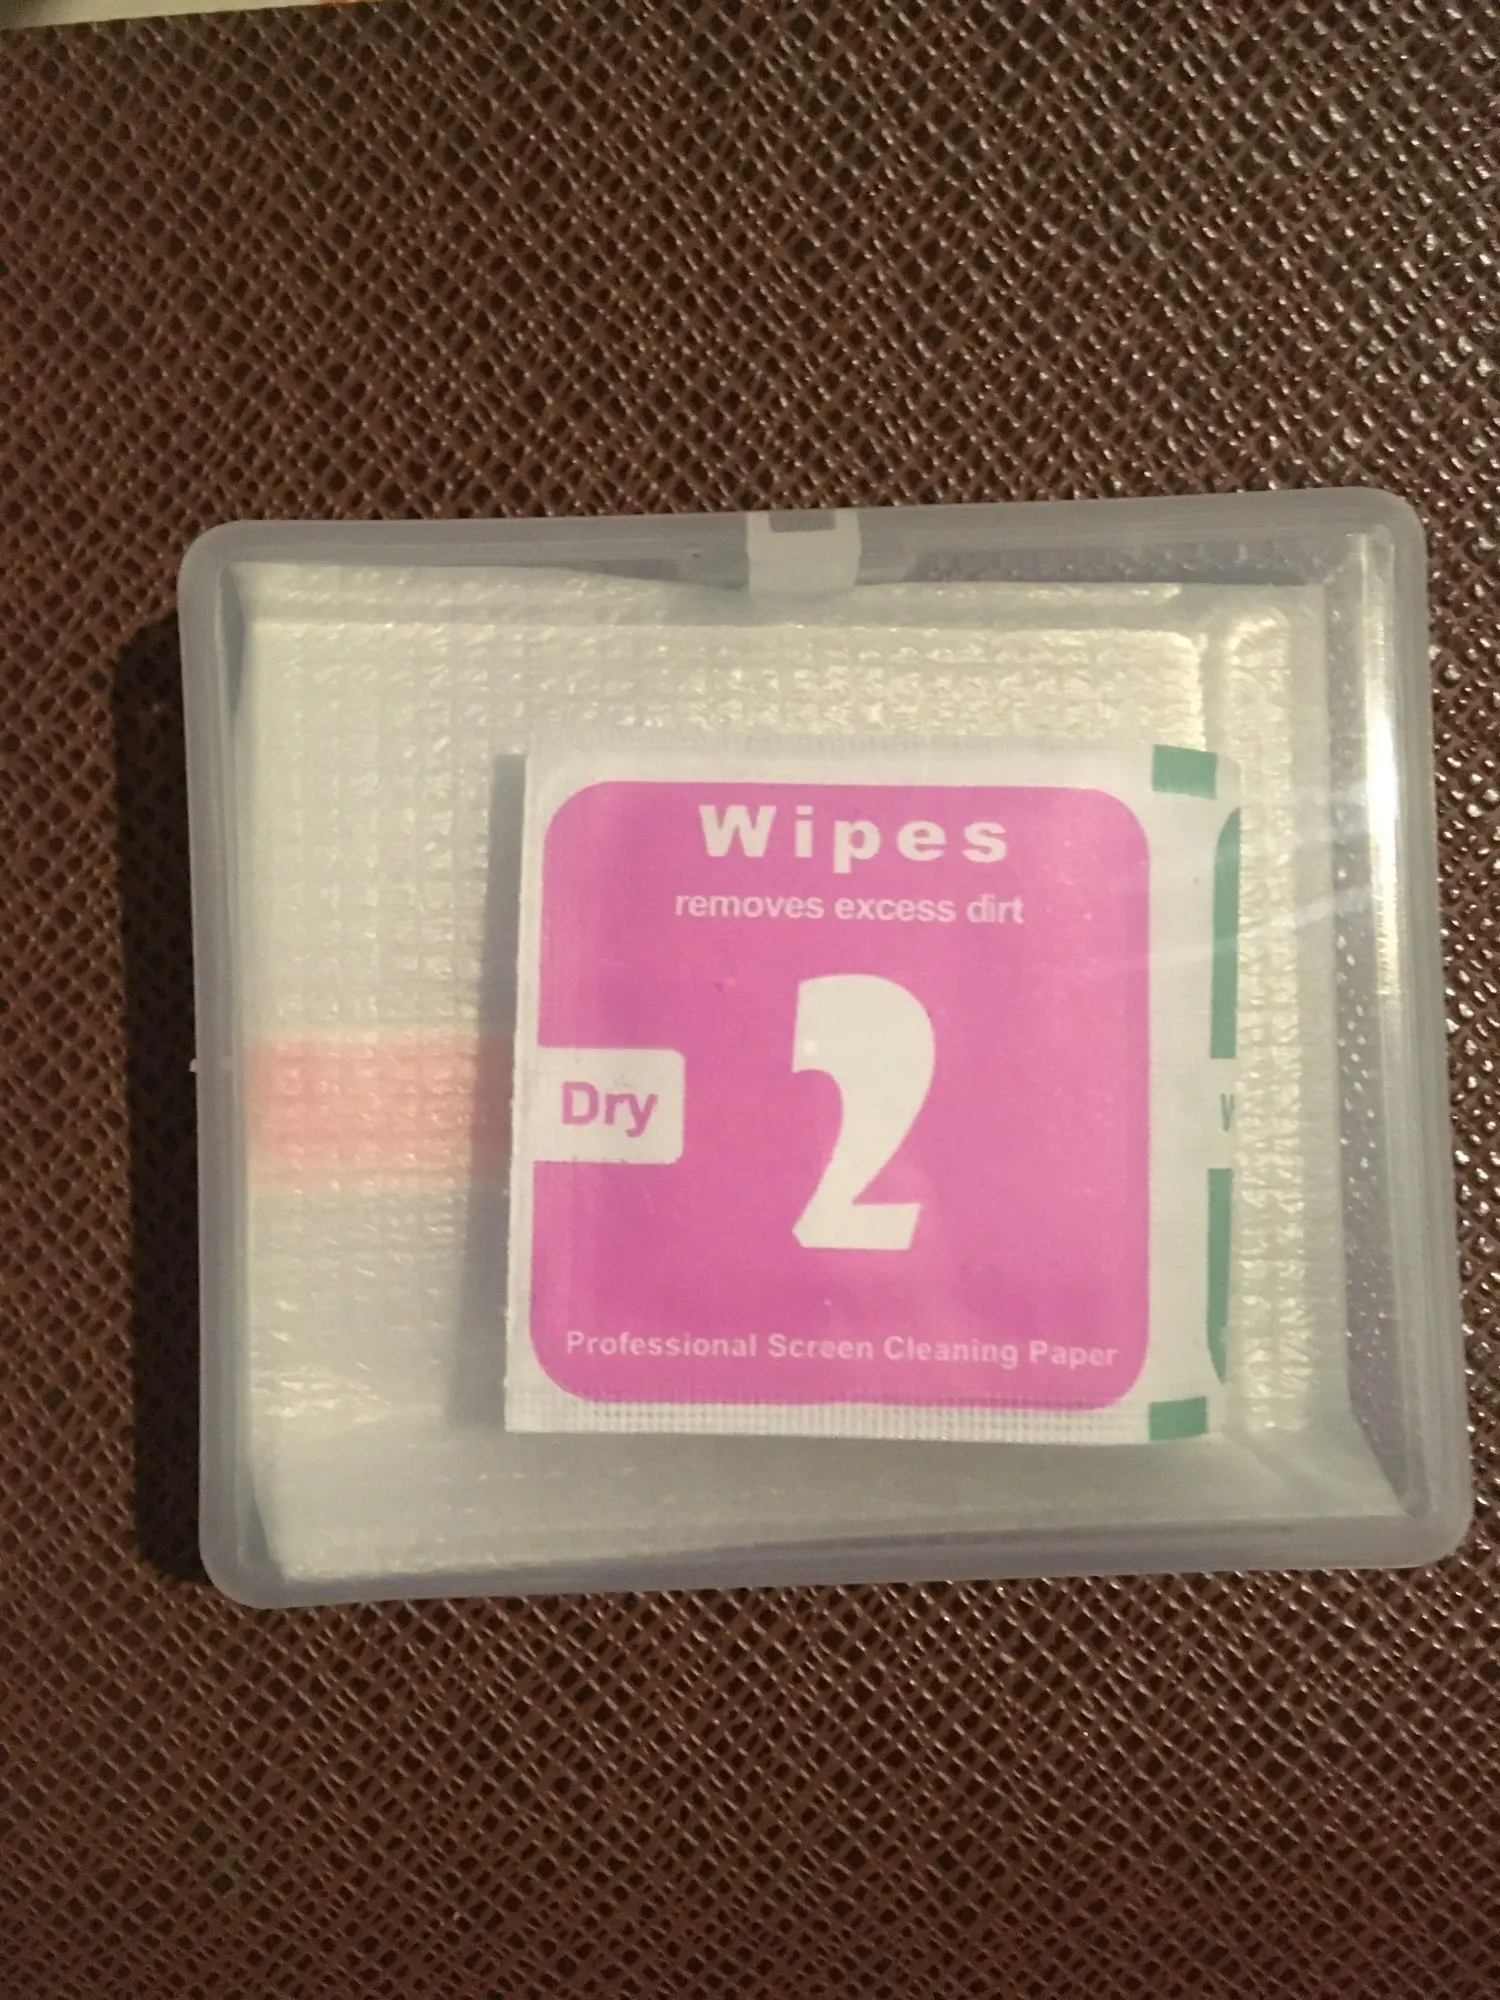 Wipes
removes excess dirt
2
Dry
Professional Screen Cleaning Paper